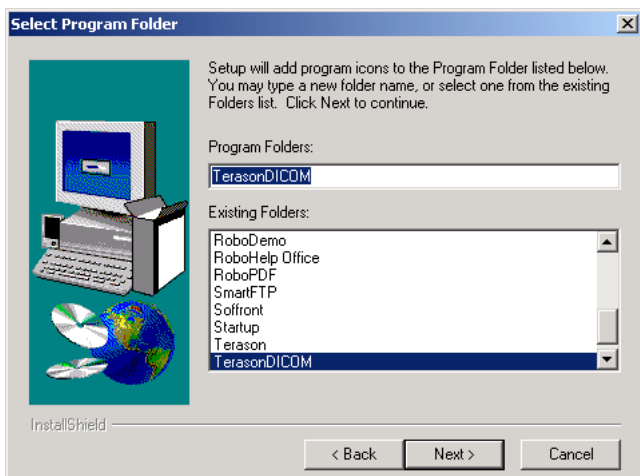 Select Program Folder
Setup will add program icons to the Program Folder listed below.
You may type a new folder name, or select one from the existing
Folders list. Click Next to continue.
Program Folders:
TerasonDICOM
Existing Folders:
RoboDemo
RoboHelp Office
RoboPDF
SmartFTP
Soffront
Startup
Terason
TerasonDICOM
InstallShield
< Back
Next >
Cancel